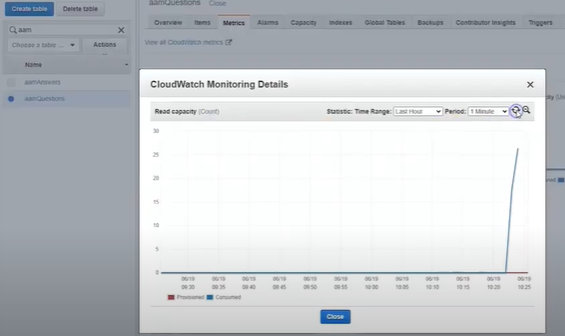 aamQuestions Close
Create table Delete table
Overview Items Metrics Alarms Capacity Indexes Global Tables Backups Contributor Insights Triggers
aam
View all CloudWatch metrics
Choose a table ... Actions
Name
aamAnswers
aamQuestions
CloudWatch Monitoring Details
Read capacity (Count) Statistic: Time Range: Last Hour Period: 1 Minute
30
25
20
15
10
5
0
06/19 06/19 06/19 06/19 06/19 06/19 06/19 06/19 06/19 06/19 06/19 06/19
09:30 09:35 09:40 09:45 09:50 09:55 10:00 10:05 10:10 10:15 10:20 10:25
Provisioned Consumed
Close